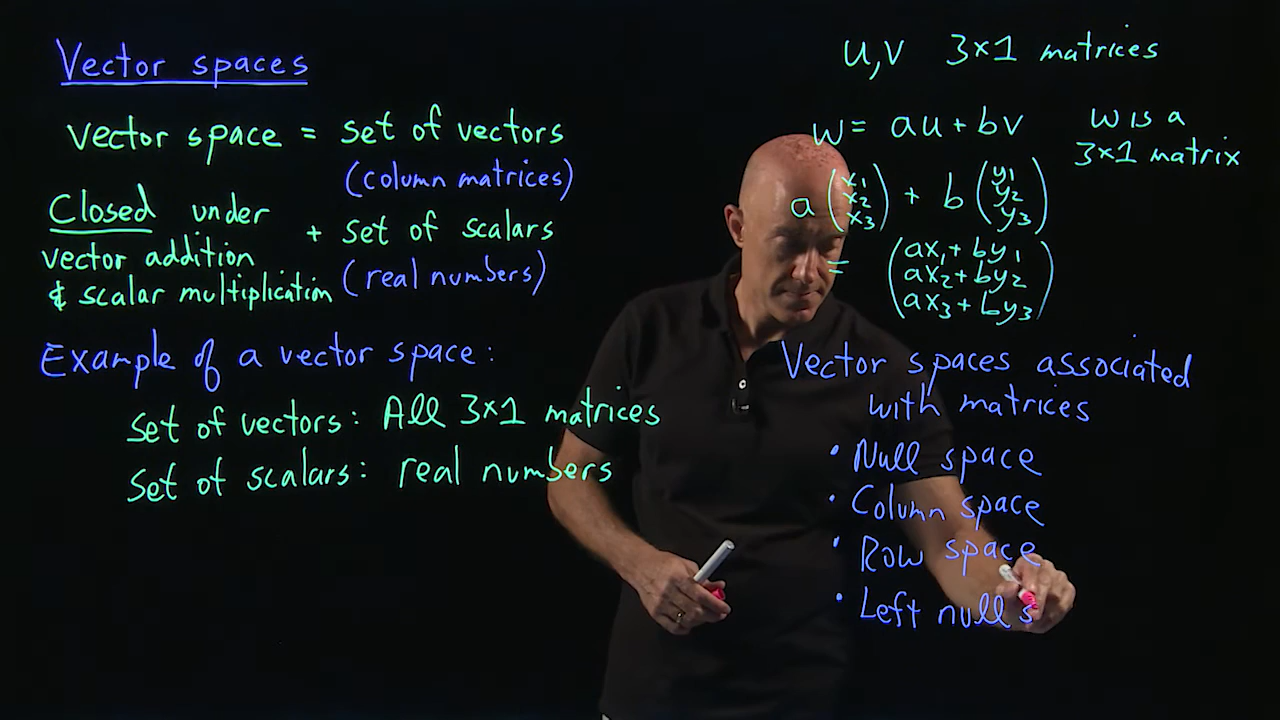 Vector spaces
vector space = set of vectors
(column matrices)
Closed under
+ set of scalars
vector addition
(real numbers)
& scalar multiplication
Example of a vector space:
set of vectors: All 3×1 matrices
set of scalars: real numbers
u,v 3×1 matrices
w = au + bv
w is a
3×1 matrix
a (x₁ x₂ x₃) + b (y₁ y₂ y₃)
= (ax₁ + by₁
ax₂ + by₂
ax₃ + by₃)
Vector spaces associated
with matrices
• Null space
• Column space
• Row space
• Left null s